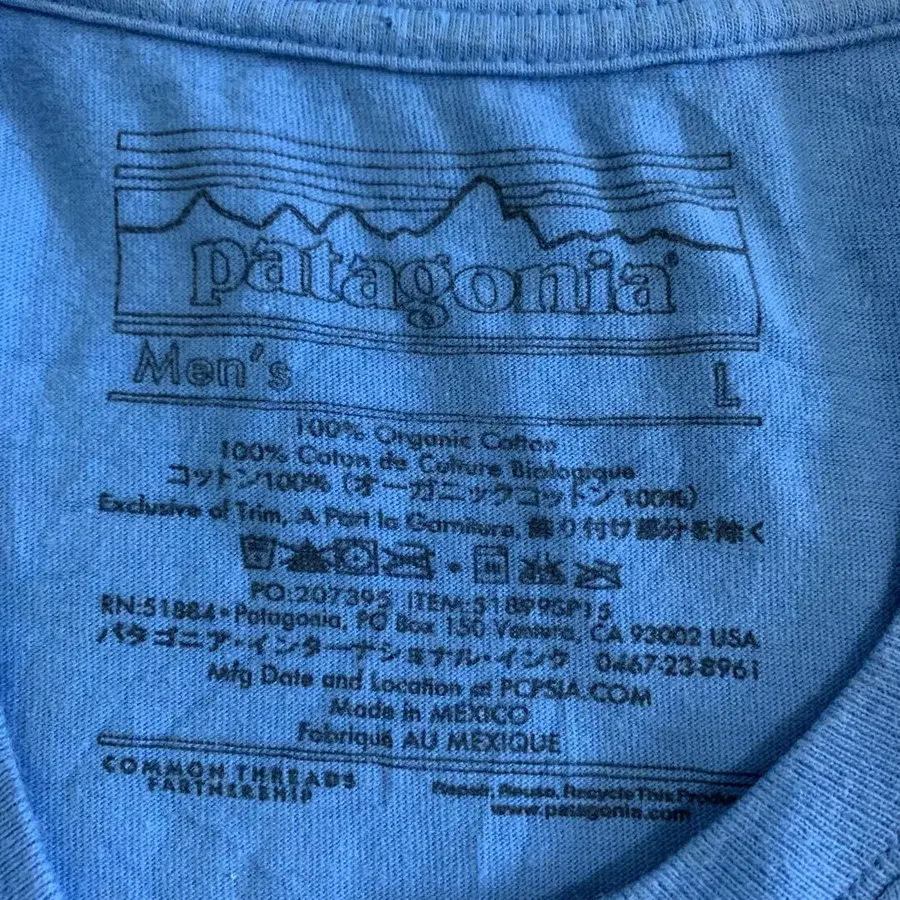 patagonia®
Men's L
100% Organic Cotton
100% Coton de Culture Biologique
コットン100% (オーガニックコットン 100%)
Exclusive of Trim, A Part la Garniture, 飾り付け部分を除く
PO:207395 ITEM:51899SP15
RN:51884 • Patagonia, PO Box 150 Ventura, CA 93002 USA
パタゴニア・インターナショナル・インク 0467-23-8961
Mfg Date and Location at PCPSIA.COM
Made in MEXICO
Fabriqué AU MEXIQUE
COMMON THREADS
PARTNERSHIP
Repair, Reuse, Recycle This Product
www.patagonia.com